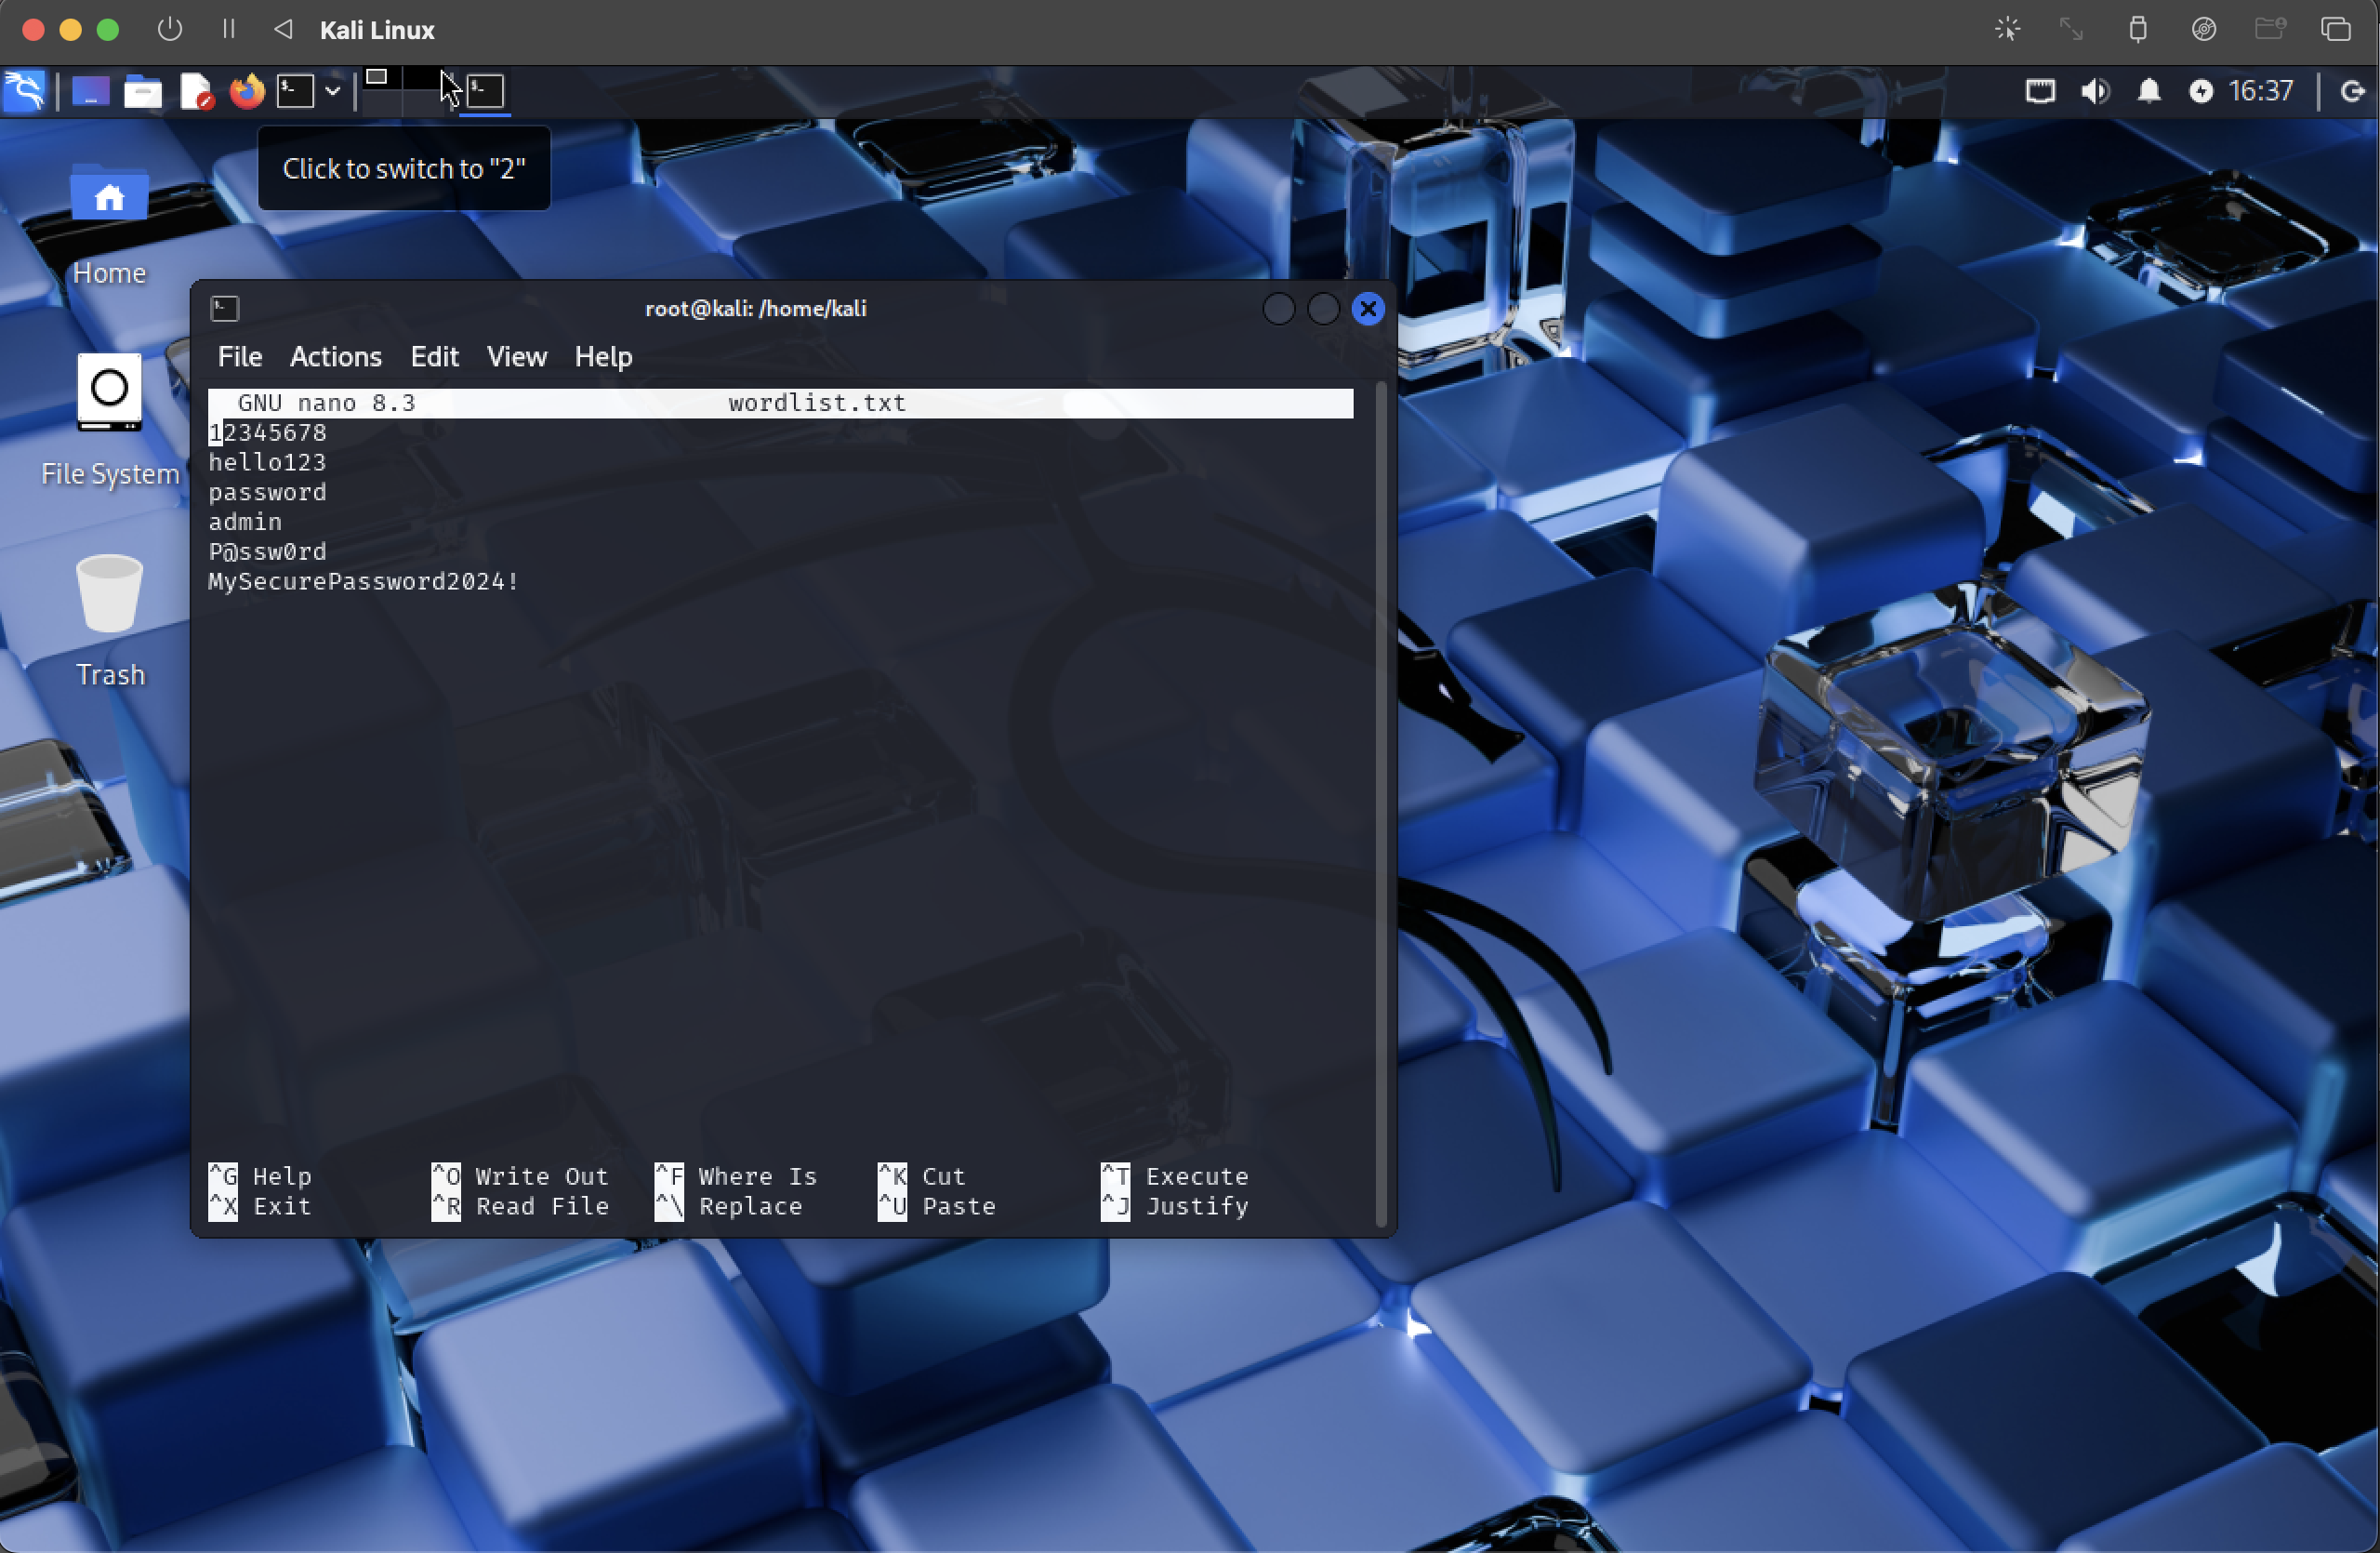 Kali Linux
16:37
Click to switch to "2"
Home
File System
Trash
root@kali: /home/kali
File Actions Edit View Help
GNU nano 8.3 wordlist.txt
12345678
hello123
password
admin
P@ssw0rd
MySecurePassword2024!
^G Help ^O Write Out ^F Where Is ^K Cut ^T Execute
^X Exit ^R Read File ^\ Replace ^U Paste ^J Justify